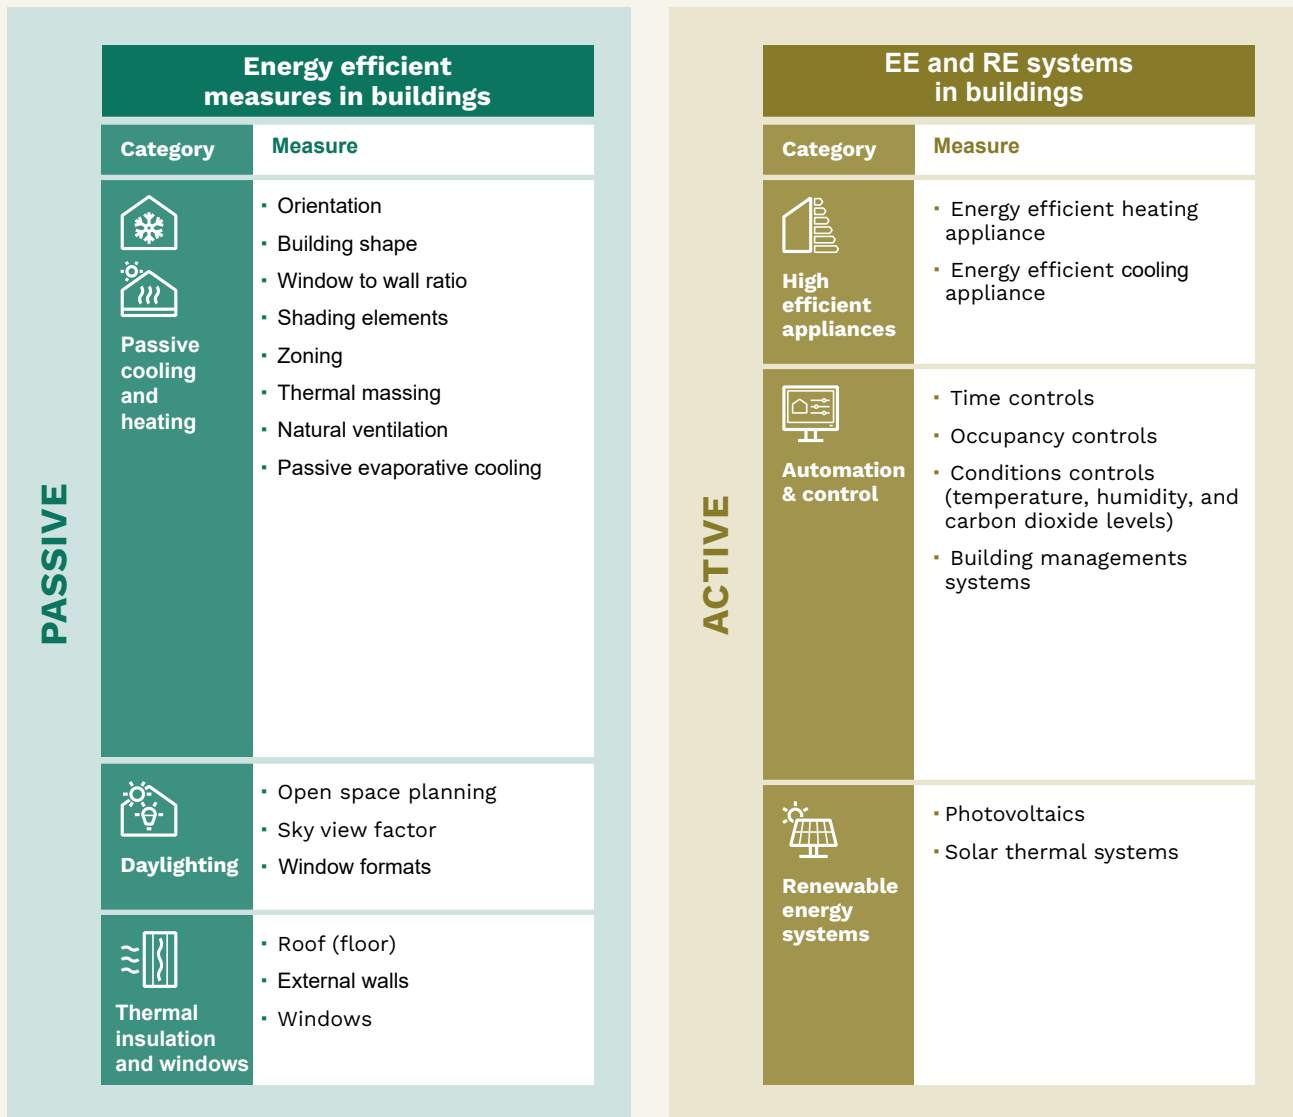 PASSIVE
Energy efficient
measures in buildings
Category
Measure
Passive
cooling
and
heating
▪ Orientation
▪ Building shape
▪ Window to wall ratio
▪ Shading elements
▪ Zoning
▪ Thermal massing
▪ Natural ventilation
▪ Passive evaporative cooling
Daylighting
▪ Open space planning
▪ Sky view factor
▪ Window formats
Thermal
insulation
and windows
▪ Roof (floor)
▪ External walls
▪ Windows
ACTIVE
EE and RE systems
in buildings
Category
Measure
High
efficient
appliances
▪ Energy efficient heating
appliance
▪ Energy efficient cooling
appliance
Automation
& control
▪ Time controls
▪ Occupancy controls
▪ Conditions controls
(temperature, humidity, and
carbon dioxide levels)
▪ Building managements
systems
Renewable
energy
systems
▪ Photovoltaics
▪ Solar thermal systems